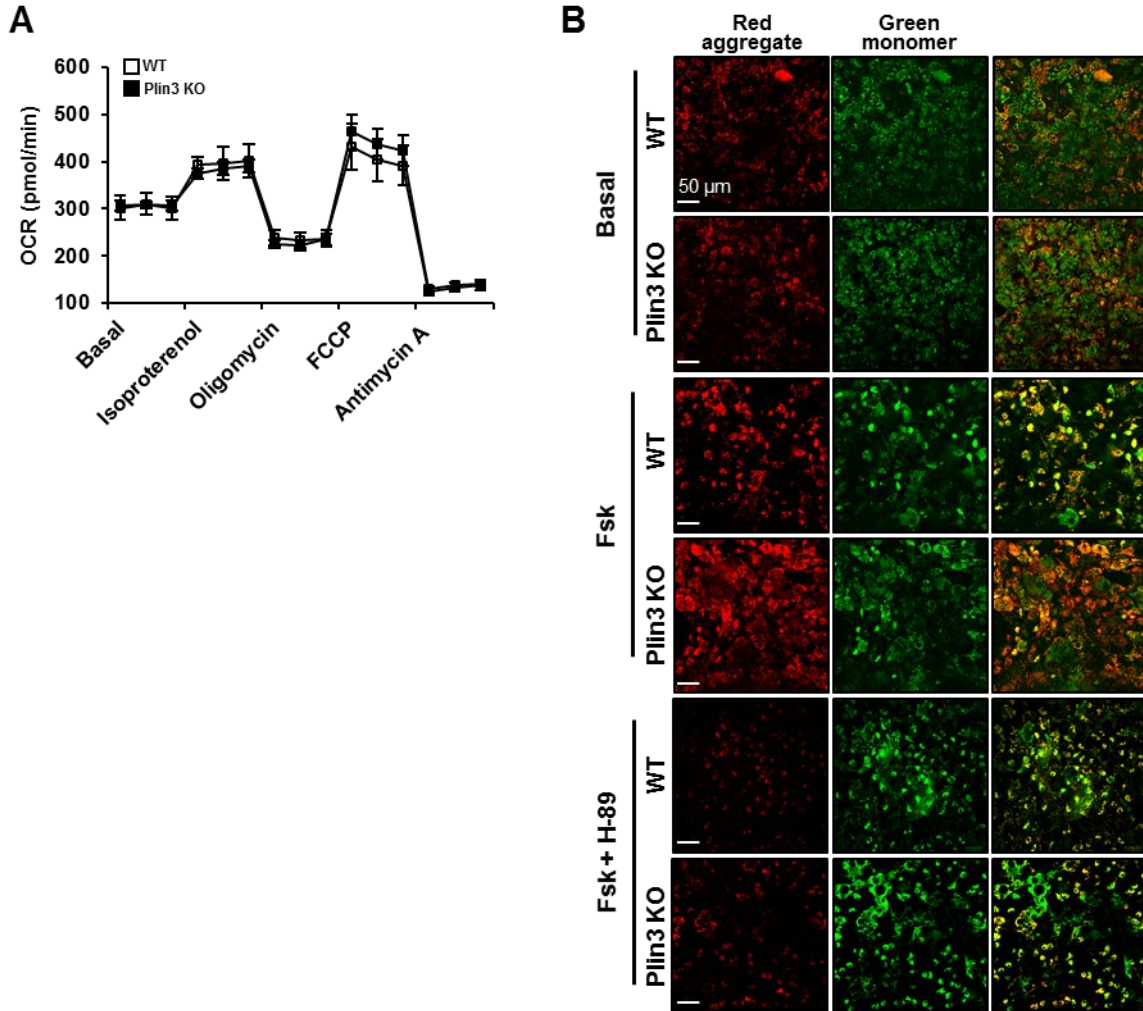 A
600
500
400
300
200
100
OCR (pmol/min)
WT
Plin3 KO
Basal
Isoproterenol
Oligomycin
FCCP
Antimycin A
B
Red
aggregate
Green
monomer
Basal
WT
50 µm
Plin3 KO
Fsk
WT
Plin3 KO
Fsk + H-89
WT
Plin3 KO